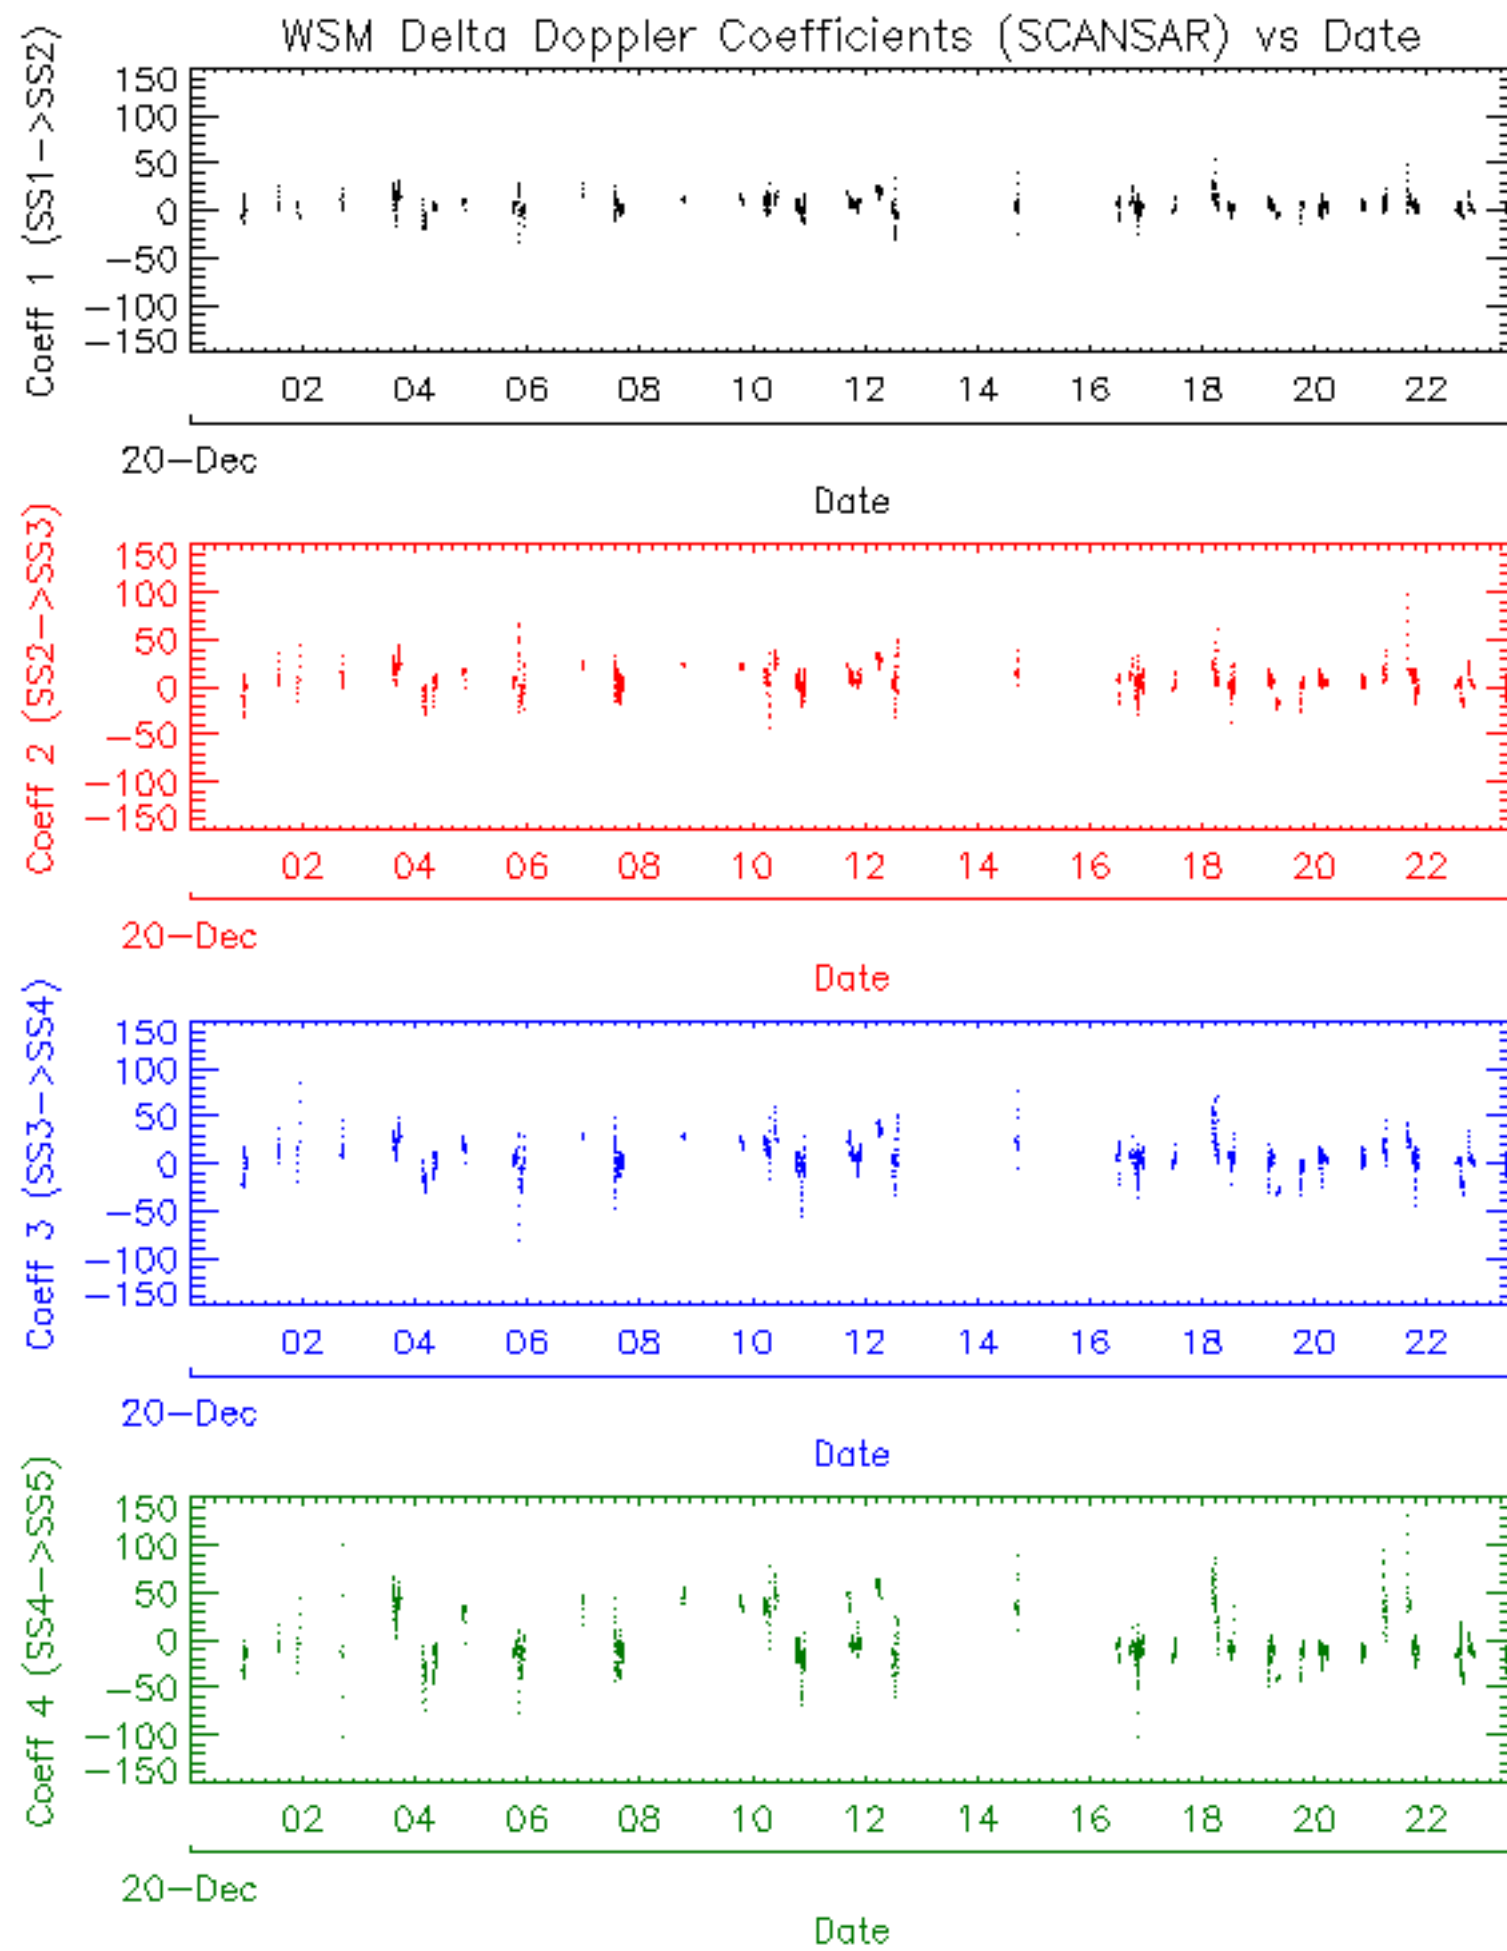 WSM Delta Doppler Coefficients (SCANSAR) vs Date
Coeff 1 (SS1->SS2)
150
100
50
0
-50
-100
-150
02 04 06 08 10 12 14 16 18 20 22
20-Dec
Date
Coeff 2 (SS2->SS3)
150
100
50
0
-50
-100
-150
02 04 06 08 10 12 14 16 18 20 22
20-Dec
Date
Coeff 3 (SS3->SS4)
150
100
50
0
-50
-100
-150
02 04 06 08 10 12 14 16 18 20 22
20-Dec
Date
Coeff 4 (SS4->SS5)
150
100
50
0
-50
-100
-150
02 04 06 08 10 12 14 16 18 20 22
20-Dec
Date